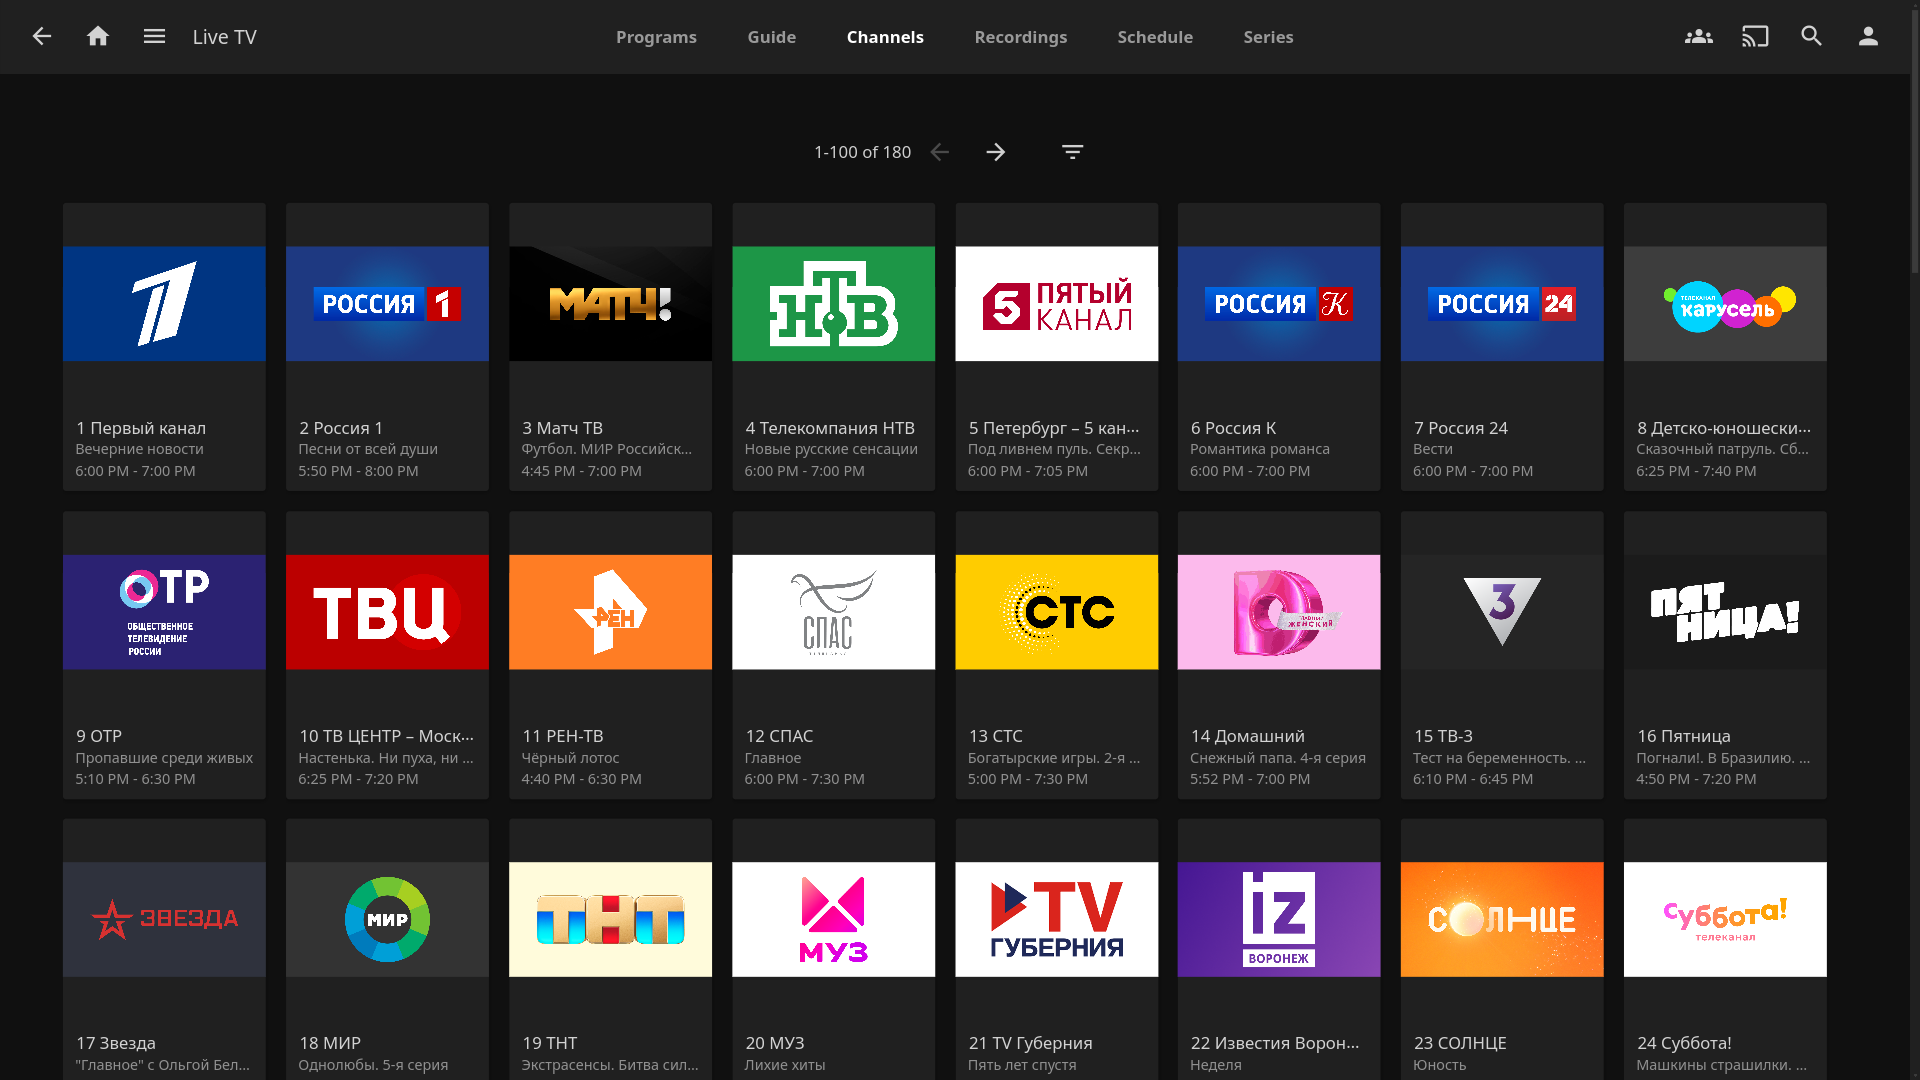 Live TV
Programs
Guide
Channels
Recordings
Schedule
Series
1-100 of 180
РОССИЯ 1
МАТЧ!
НТВ
5 ПЯТЫЙ
КАНАЛ
РОССИЯ К
РОССИЯ 24
ТЕЛЕКАНАЛ
КАРУСЕЛЬ
1 Первый канал
Вечерние новости
6:00 PM - 7:00 PM
2 Россия 1
Песни от всей души
5:50 PM - 8:00 PM
3 Матч ТВ
Футбол. МИР Российск...
4:45 PM - 7:00 PM
4 Телекомпания НТВ
Новые русские сенсации
6:00 PM - 7:00 PM
5 Петербург – 5 кан...
Под ливнем пуль. Секр...
6:00 PM - 7:05 PM
6 Россия К
Романтика романса
6:00 PM - 7:00 PM
7 Россия 24
Вести
6:00 PM - 7:00 PM
8 Детско-юношески...
Сказочный патруль. Сб...
6:25 PM - 7:40 PM
ОТР
ОБЩЕСТВЕННОЕ
ТЕЛЕВИДЕНИЕ
РОССИИ
ТВЦ
РЕН
СПАС
СТС
ГЛАВНЫЙ
ЖЕНСКИЙ
3
ПЯТ
НИЦА!
9 ОТР
Пропавшие среди живых
5:10 PM - 6:30 PM
10 ТВ ЦЕНТР – Моск...
Настенька. Ни пуха, ни ...
6:25 PM - 7:20 PM
11 РЕН-ТВ
Чёрный лотос
4:40 PM - 6:30 PM
12 СПАС
Главное
6:00 PM - 7:30 PM
13 СТС
Богатырские игры. 2-я ...
5:00 PM - 7:30 PM
14 Домашний
Снежный папа. 4-я серия
5:52 PM - 7:00 PM
15 ТВ-3
Тест на беременность. ...
6:10 PM - 6:45 PM
16 Пятница
Погнали!. В Бразилию. ...
4:50 PM - 7:20 PM
ЗВЕЗДА
МИР
ТНТ
МУЗ
TV
ГУБЕРНИЯ
iz
ВОРОНЕЖ
СОЛНЦЕ
Суббота!
телеканал
17 Звезда
"Главное" с Ольгой Бел...
18 МИР
Однолюбы. 5-я серия
19 ТНТ
Экстрасенсы. Битва сил...
20 МУЗ
Лихие хиты
21 TV Губерния
Пять лет спустя
22 Известия Ворон...
Неделя
23 СОЛНЦЕ
Юность
24 Суббота!
Машкины страшилки. ...